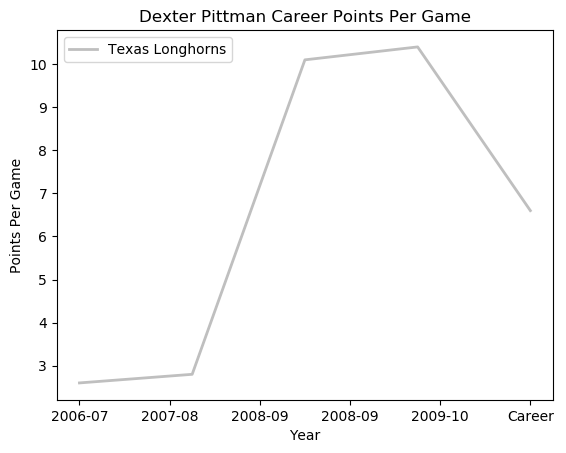 Dexter Pittman Career Points Per Game
Texas Longhorns
10
9
8
7
6
5
4
3
Points Per Game
2006-07 2007-08 2008-09 2008-09 2009-10 Career
Year